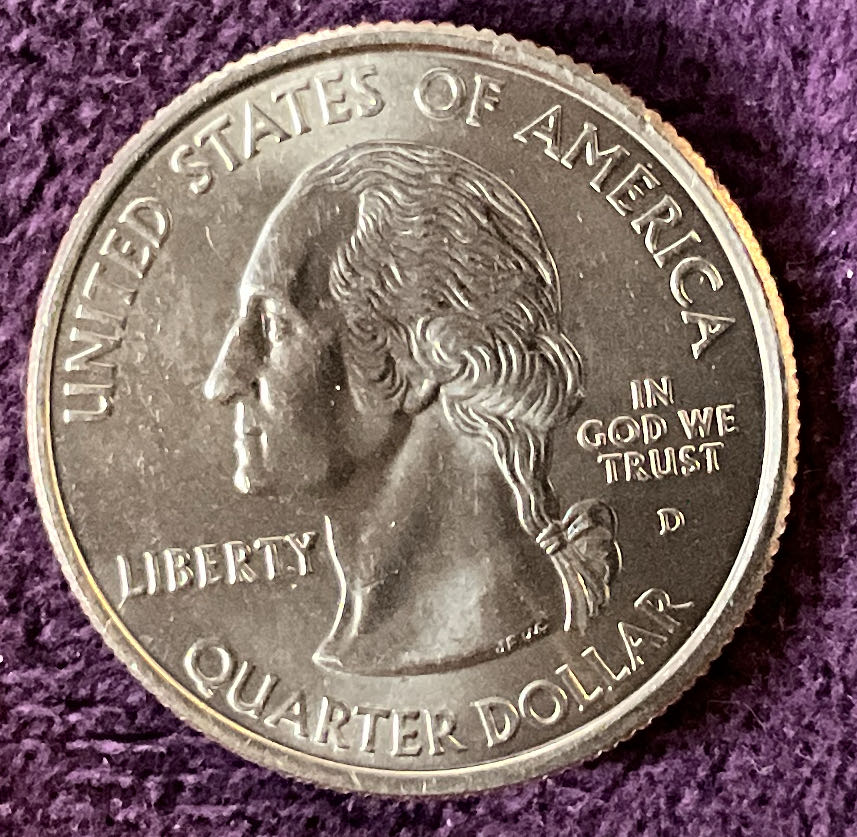 UNITED STATES OF AMERICA
IN
GOD WE
TRUST
D
LIBERTY
QUARTER DOLLAR